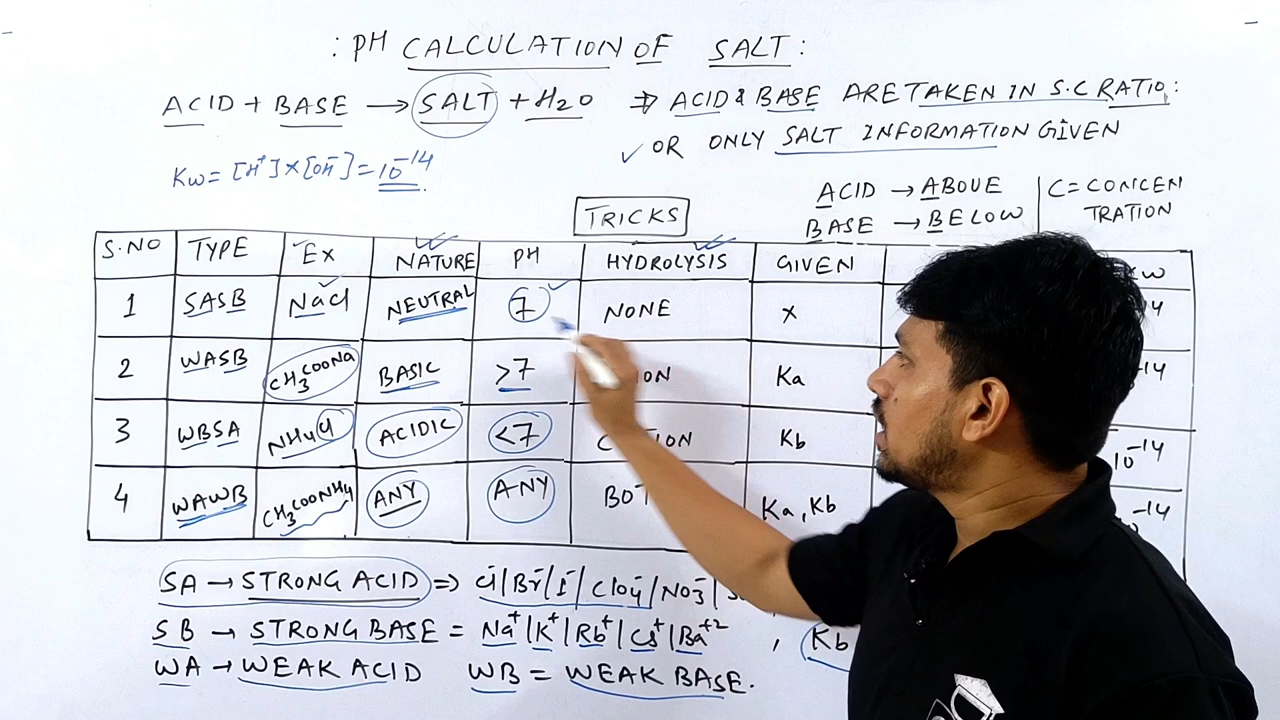 : PH CALCULATION OF SALT :
ACID + BASE → SALT + H2O ⇒ ACID & BASE ARE TAKEN IN S.C RATIO :
✓ OR ONLY SALT INFORMATION GIVEN
Kw = [H⁺] × [OH⁻] = 10⁻¹⁴
ACID → ABOVE | C = CONCEN
BASE → BELOW | TRATION
TRICKS
S.NO TYPE EX NATURE PH HYDROLYSIS GIVEN
1 SASB NaCl NEUTRAL 7 NONE X
2 WASB CH3COONa BASIC >7 Ka -14
3 WBSA NH4Cl ACIDIC <7 Kb 10⁻¹⁴
4 WAWB CH3COONH4 ANY ANY Ka, Kb -14
SA → STRONG ACID ⇒ Cl⁻ | Br⁻ | I⁻ | ClO4⁻ | NO3⁻ |
SB → STRONG BASE = Na⁺ | K⁺ | Rb⁺ | Cs⁺ | Ba⁺² , Kb
WA → WEAK ACID WB = WEAK BASE.